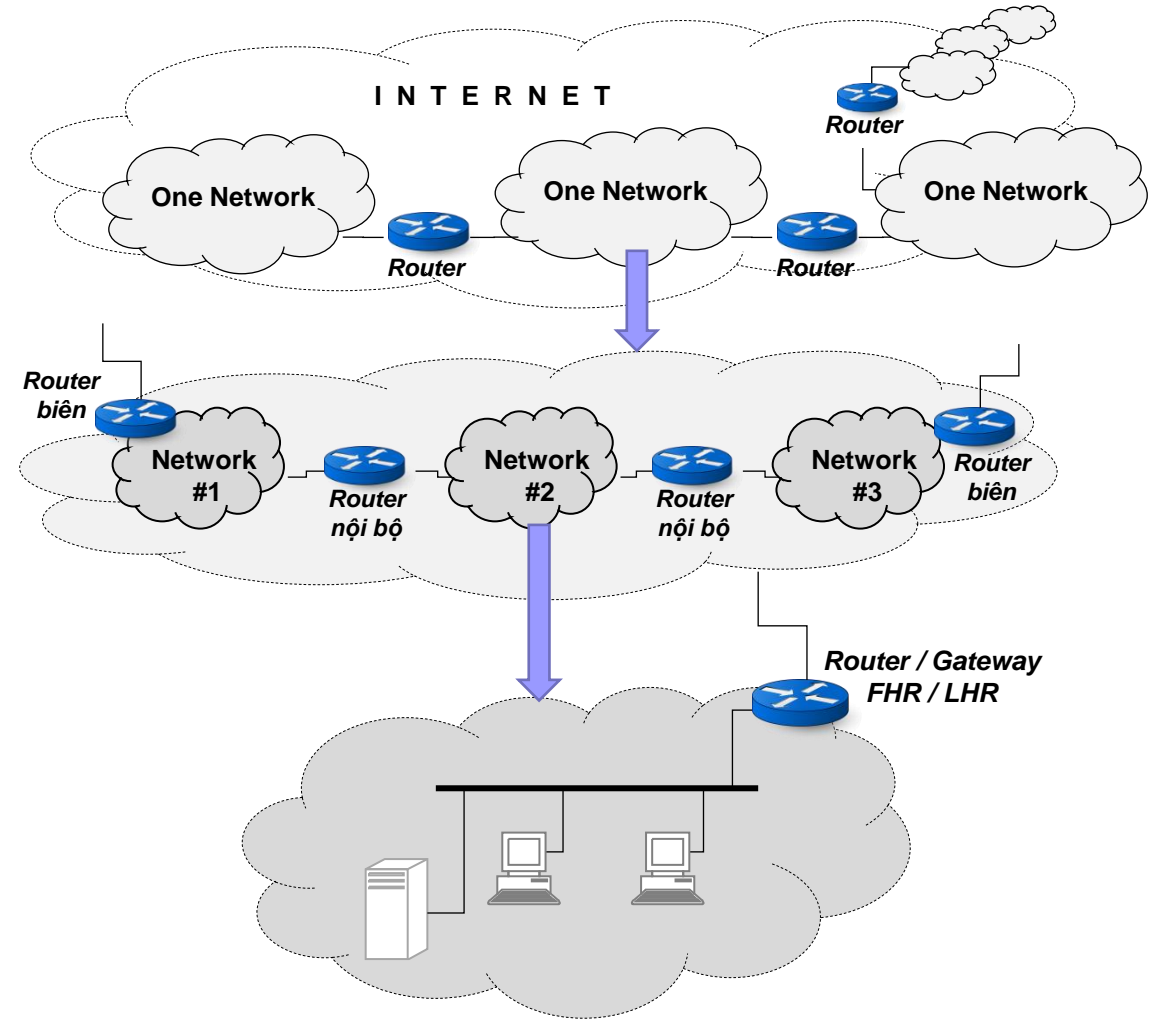 I N T E R N E T
Router
One Network
One Network
One Network
Router
Router
Router
biên
Network
#1
Router
nội bộ
Network
#2
Router
nội bộ
Network
#3
Router
biên
Router / Gateway
FHR / LHR